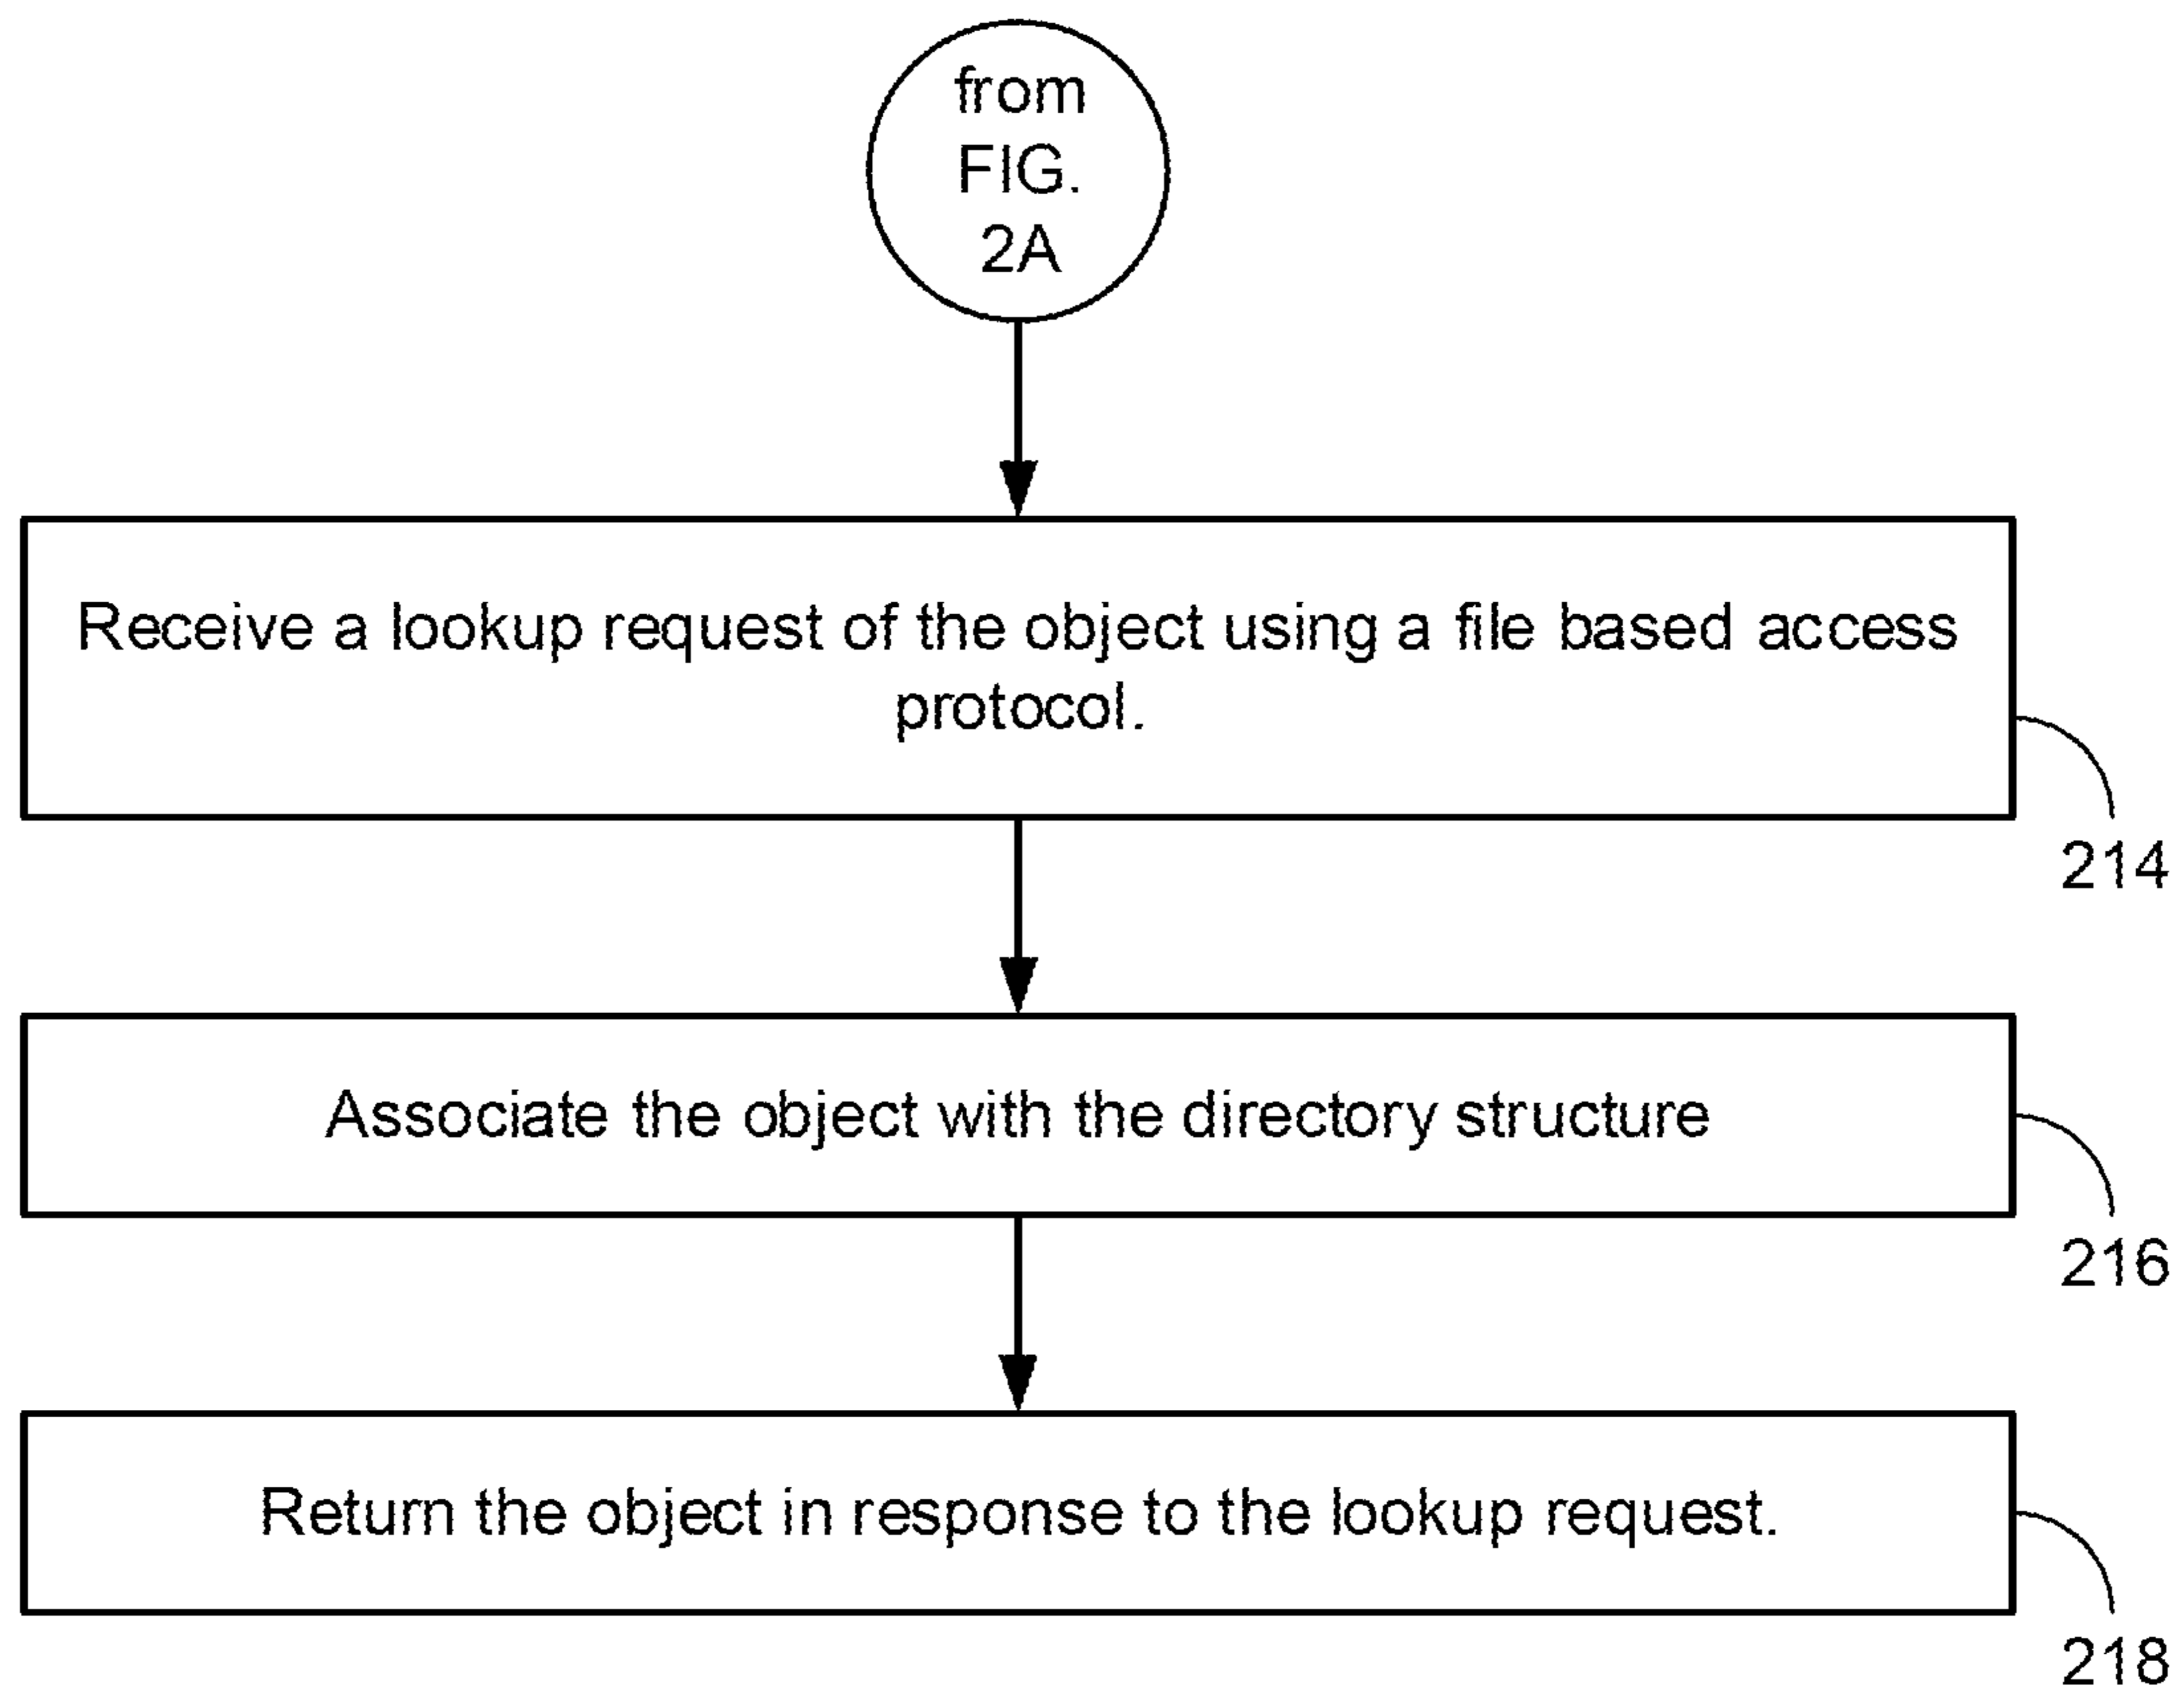 from
FIG.
2A
Receive a lookup request of the object using a file based access
protocol.
214
Associate the object with the directory structure
216
Return the object in response to the lookup request.
218